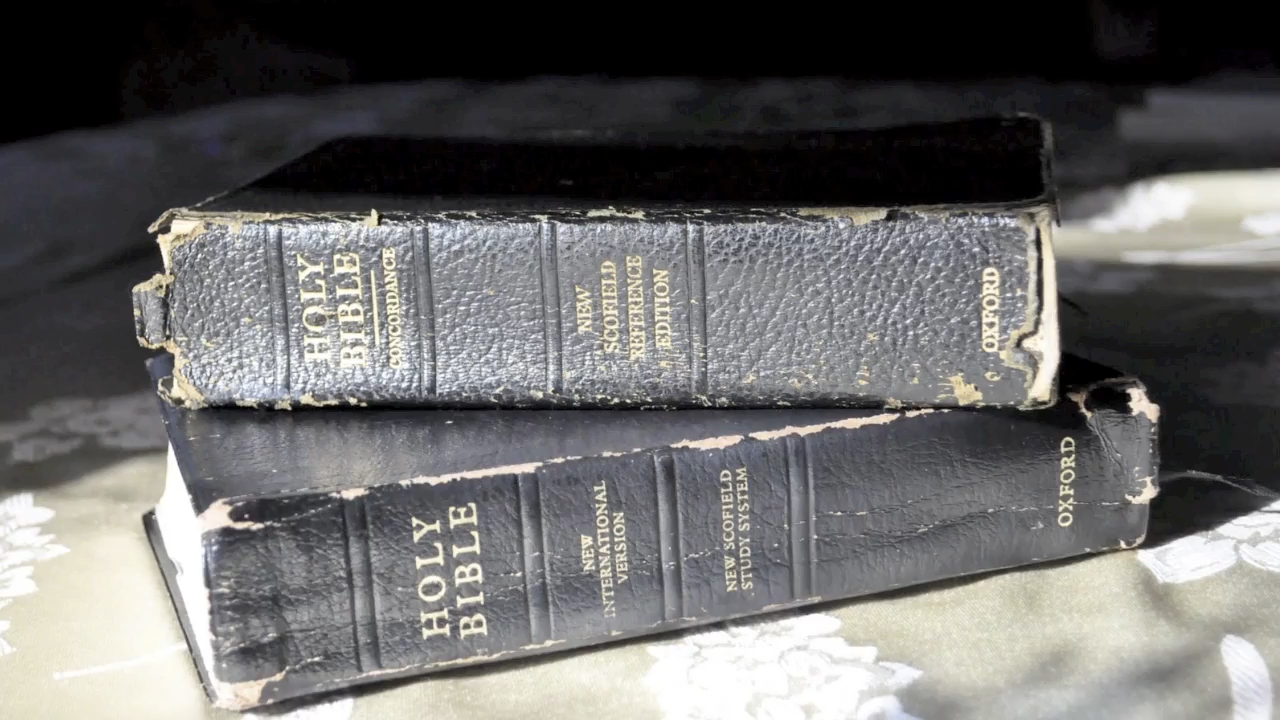 HOLY
BIBLE
CONCORDANCE
NEW
SCOFIELD
REFERENCE
EDITION
OXFORD
HOLY
BIBLE
NEW
INTERNATIONAL
VERSION
NEW SCOFIELD
STUDY SYSTEM
OXFORD